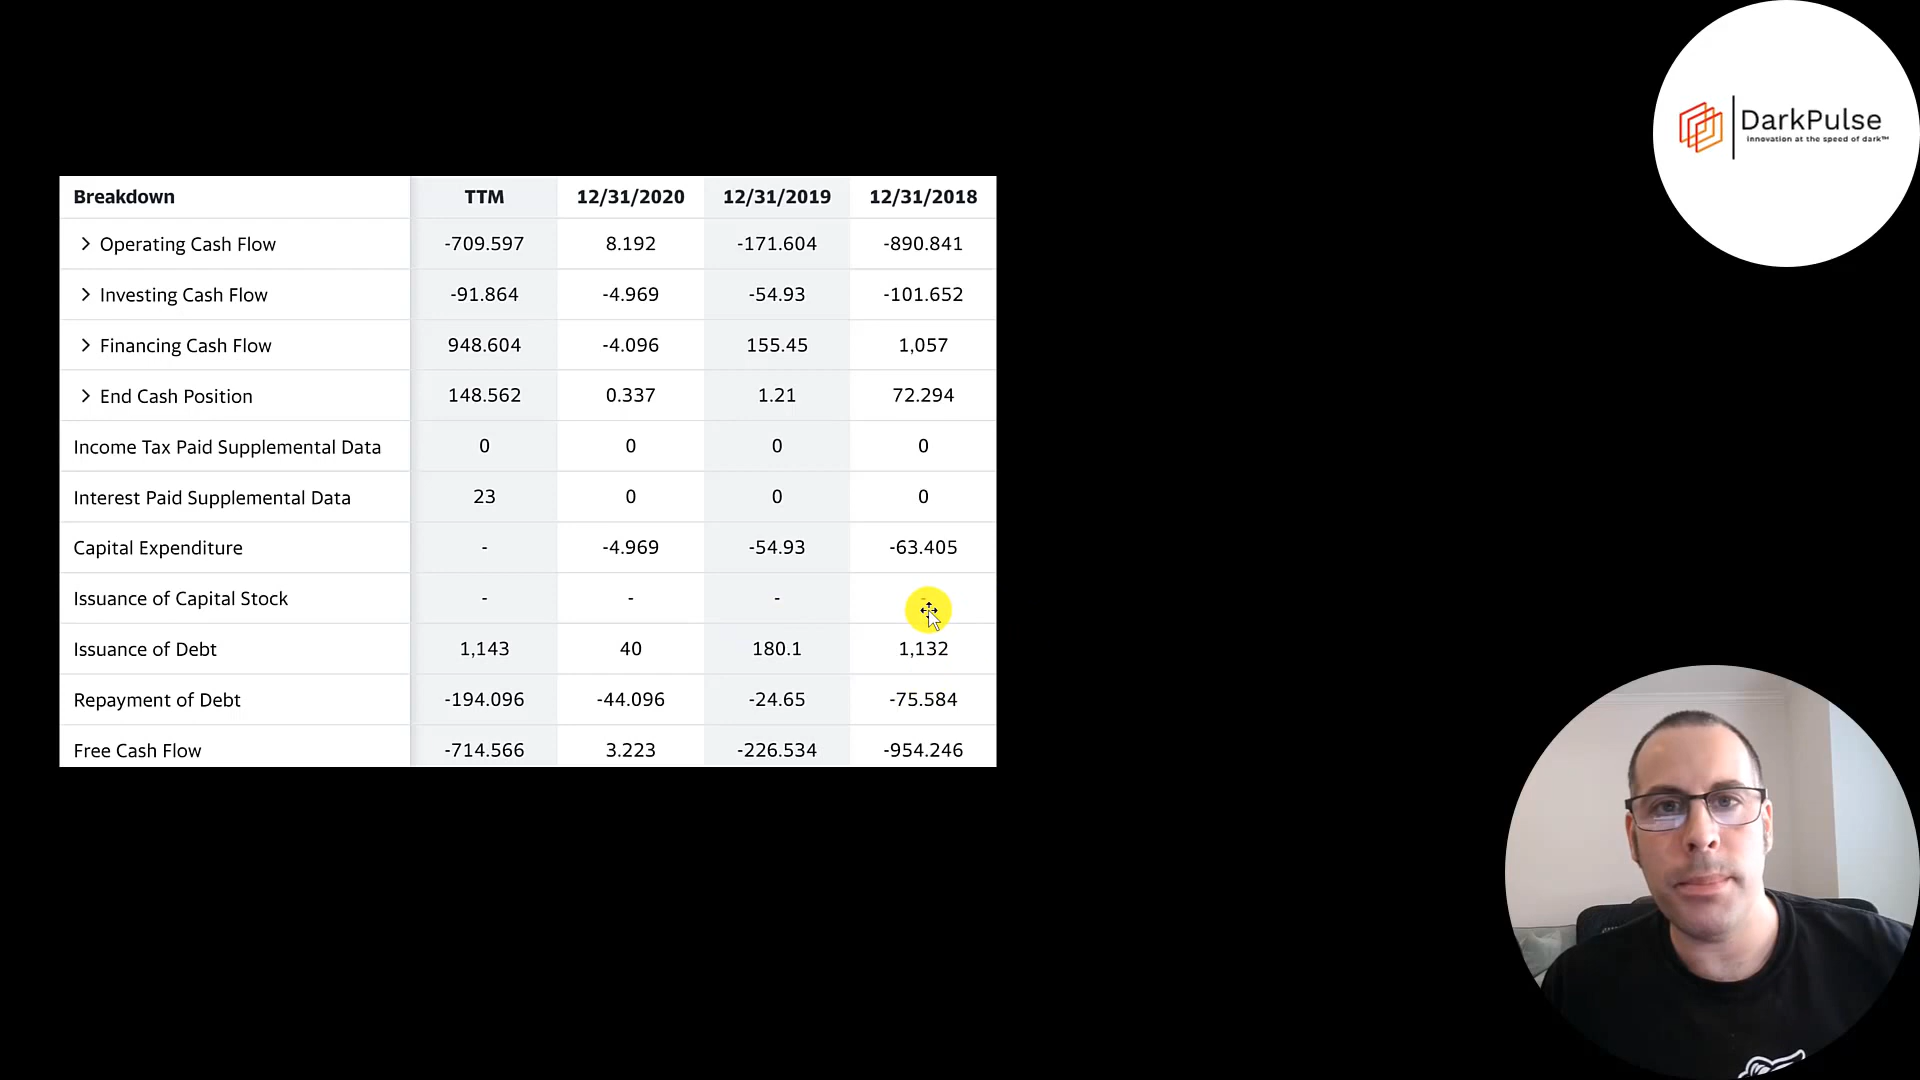 DarkPulse
Innovation at the speed of dark™
Breakdown TTM 12/31/2020 12/31/2019 12/31/2018
Operating Cash Flow -709.597 8.192 -171.604 -890.841
Investing Cash Flow -91.864 -4.969 -54.93 -101.652
Financing Cash Flow 948.604 -4.096 155.45 1,057
End Cash Position 148.562 0.337 1.21 72.294
Income Tax Paid Supplemental Data 0 0 0 0
Interest Paid Supplemental Data 23 0 0 0
Capital Expenditure - -4.969 -54.93 -63.405
Issuance of Capital Stock - - - -
Issuance of Debt 1,143 40 180.1 1,132
Repayment of Debt -194.096 -44.096 -24.65 -75.584
Free Cash Flow -714.566 3.223 -226.534 -954.246